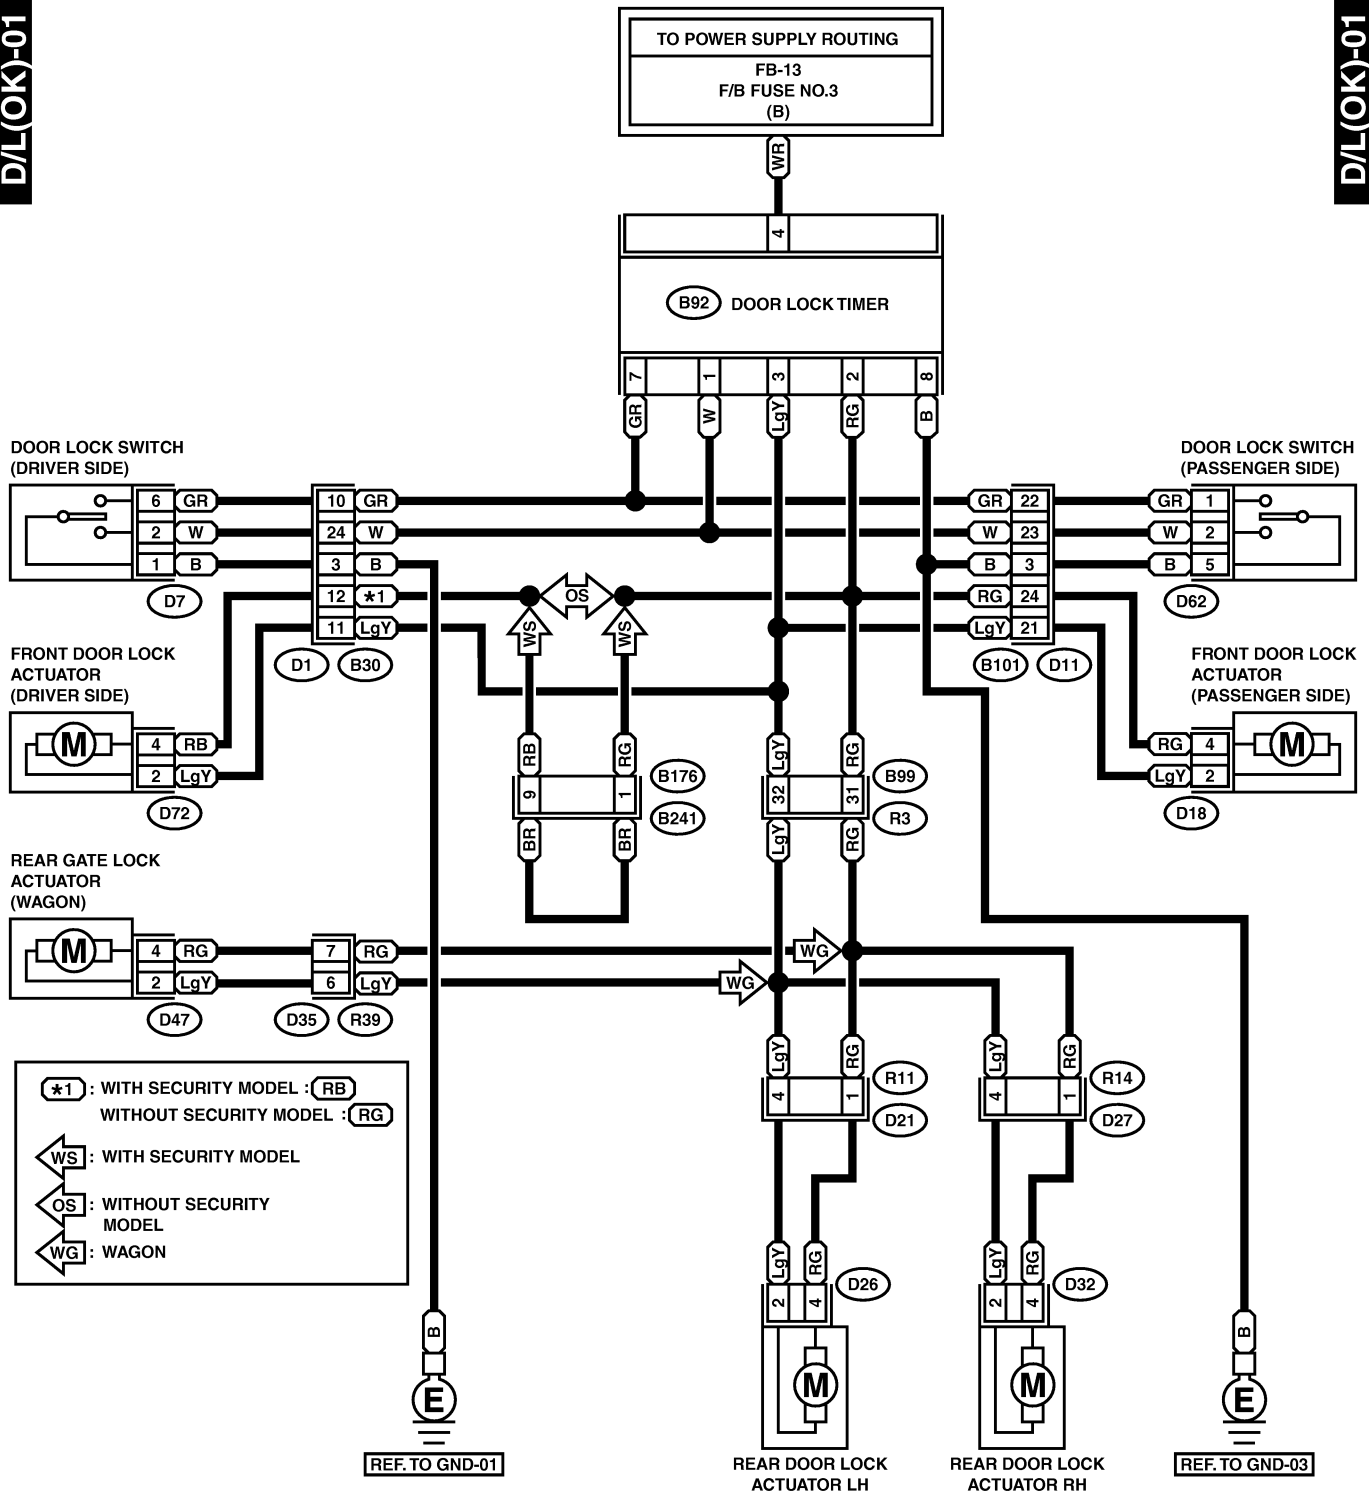 D/L(OK)-01
D/L(OK)-01
TO POWER SUPPLY ROUTING
FB-13
F/B FUSE NO.3
(B)
WR
4
B92 DOOR LOCK TIMER
7 1 3 2 8
GR W LgY RG B
DOOR LOCK SWITCH
(DRIVER SIDE)
6 GR
2 W
1 B
D7
10 GR
24 W
3 B
12 *1
11 LgY
D1 B30
FRONT DOOR LOCK
ACTUATOR
(DRIVER SIDE)
M
4 RB
2 LgY
D72
OS
WS WS
RB RG
9 1
BR BR
B176
B241
LgY RG
32 31
LgY RG
B99
R3
DOOR LOCK SWITCH
(PASSENGER SIDE)
GR 22
W 23
B 3
RG 24
LgY 21
B101 D11
GR 1
W 2
B 5
D62
FRONT DOOR LOCK
ACTUATOR
(PASSENGER SIDE)
RG 4
LgY 2
M
D18
REAR GATE LOCK
ACTUATOR
(WAGON)
M
4 RG
2 LgY
D47
7 RG
6 LgY
D35 R39
WG
WG
LgY RG
4 1
R11
D21
LgY RG
4 1
R14
D27
*1 : WITH SECURITY MODEL : RB
WITHOUT SECURITY MODEL : RG
WS : WITH SECURITY MODEL
OS : WITHOUT SECURITY
MODEL
WG : WAGON
LgY RG
2 4
D26
M
REAR DOOR LOCK
ACTUATOR LH
LgY RG
2 4
D32
M
REAR DOOR LOCK
ACTUATOR RH
B
E
REF. TO GND-01
B
E
REF. TO GND-03